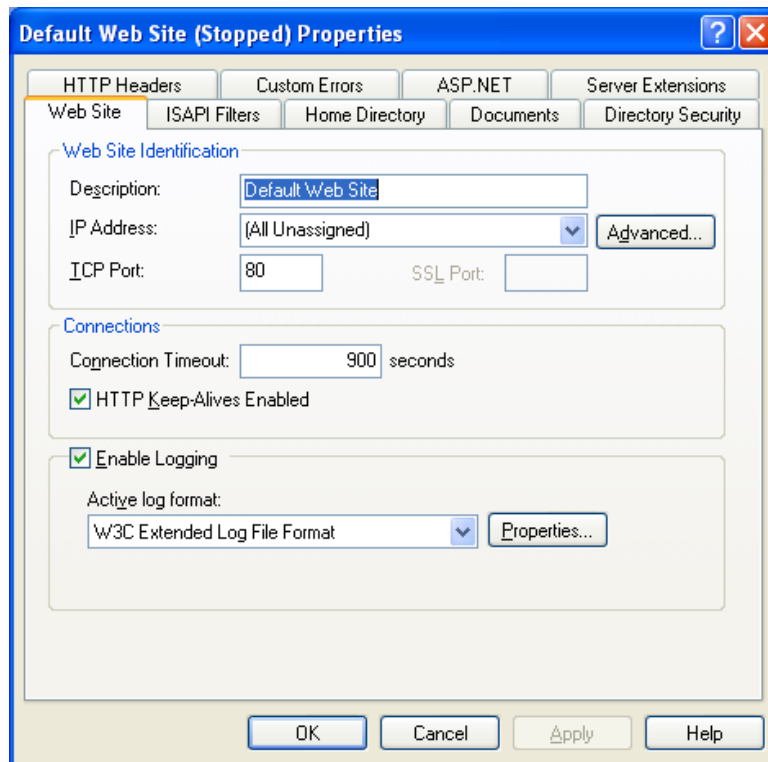 Default Web Site (Stopped) Properties
HTTP Headers Custom Errors ASP.NET Server Extensions
Web Site ISAPI Filters Home Directory Documents Directory Security
Web Site Identification
Description: Default Web Site
IP Address: (All Unassigned) Advanced...
TCP Port: 80 SSL Port:
Connections
Connection Timeout: 900 seconds
HTTP Keep-Alives Enabled
Enable Logging
Active log format:
W3C Extended Log File Format Properties...
OK Cancel Apply Help